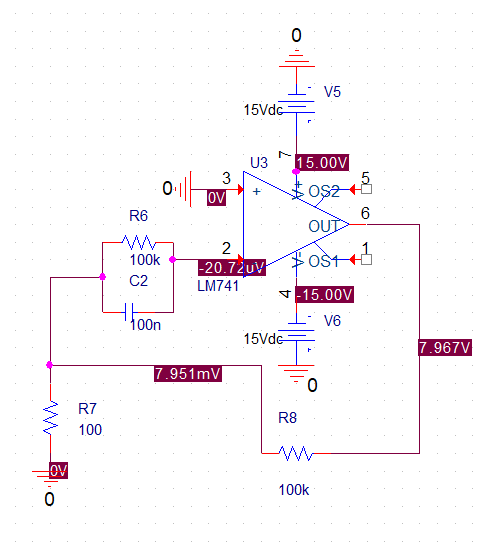 0
V5
15Vdc
U3
7
15.00V
3
5
0
+
V+
OS2
0V
6
R6
OUT
2
1
100k
-20.72uV
V-
OS1
C2
LM741
4
-15.00V
100n
V6
15Vdc
7.967V
7.951mV
0
R7
R8
100
0V
100k
0